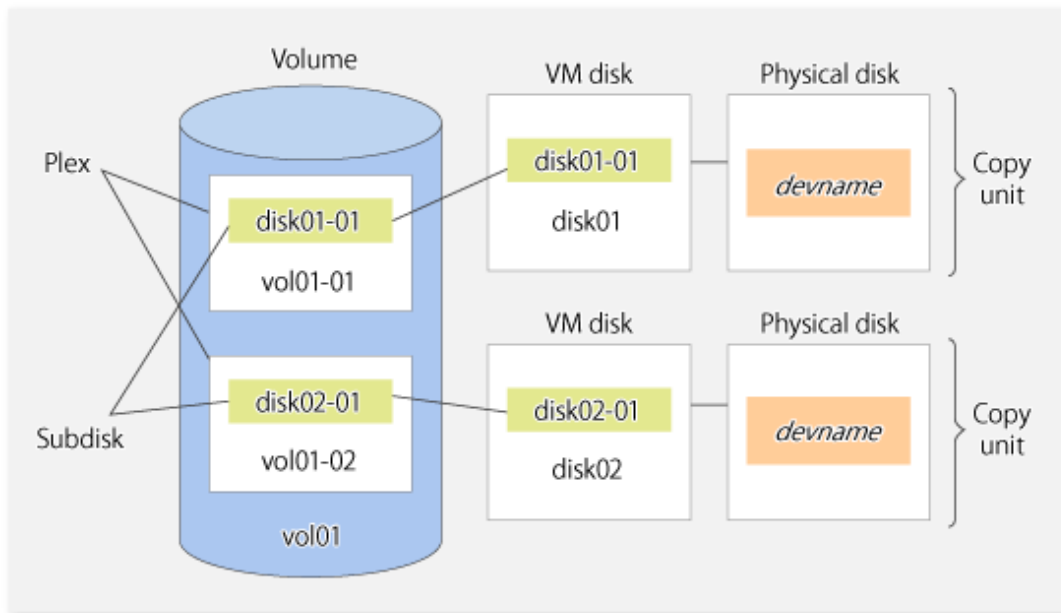 Volume
VM disk
Physical disk
Plex
disk01-01
vol01-01
disk01-01
disk01
devname
Copy
unit
VM disk
Physical disk
Subdisk
disk02-01
vol01-02
vol01
disk02-01
disk02
devname
Copy
unit